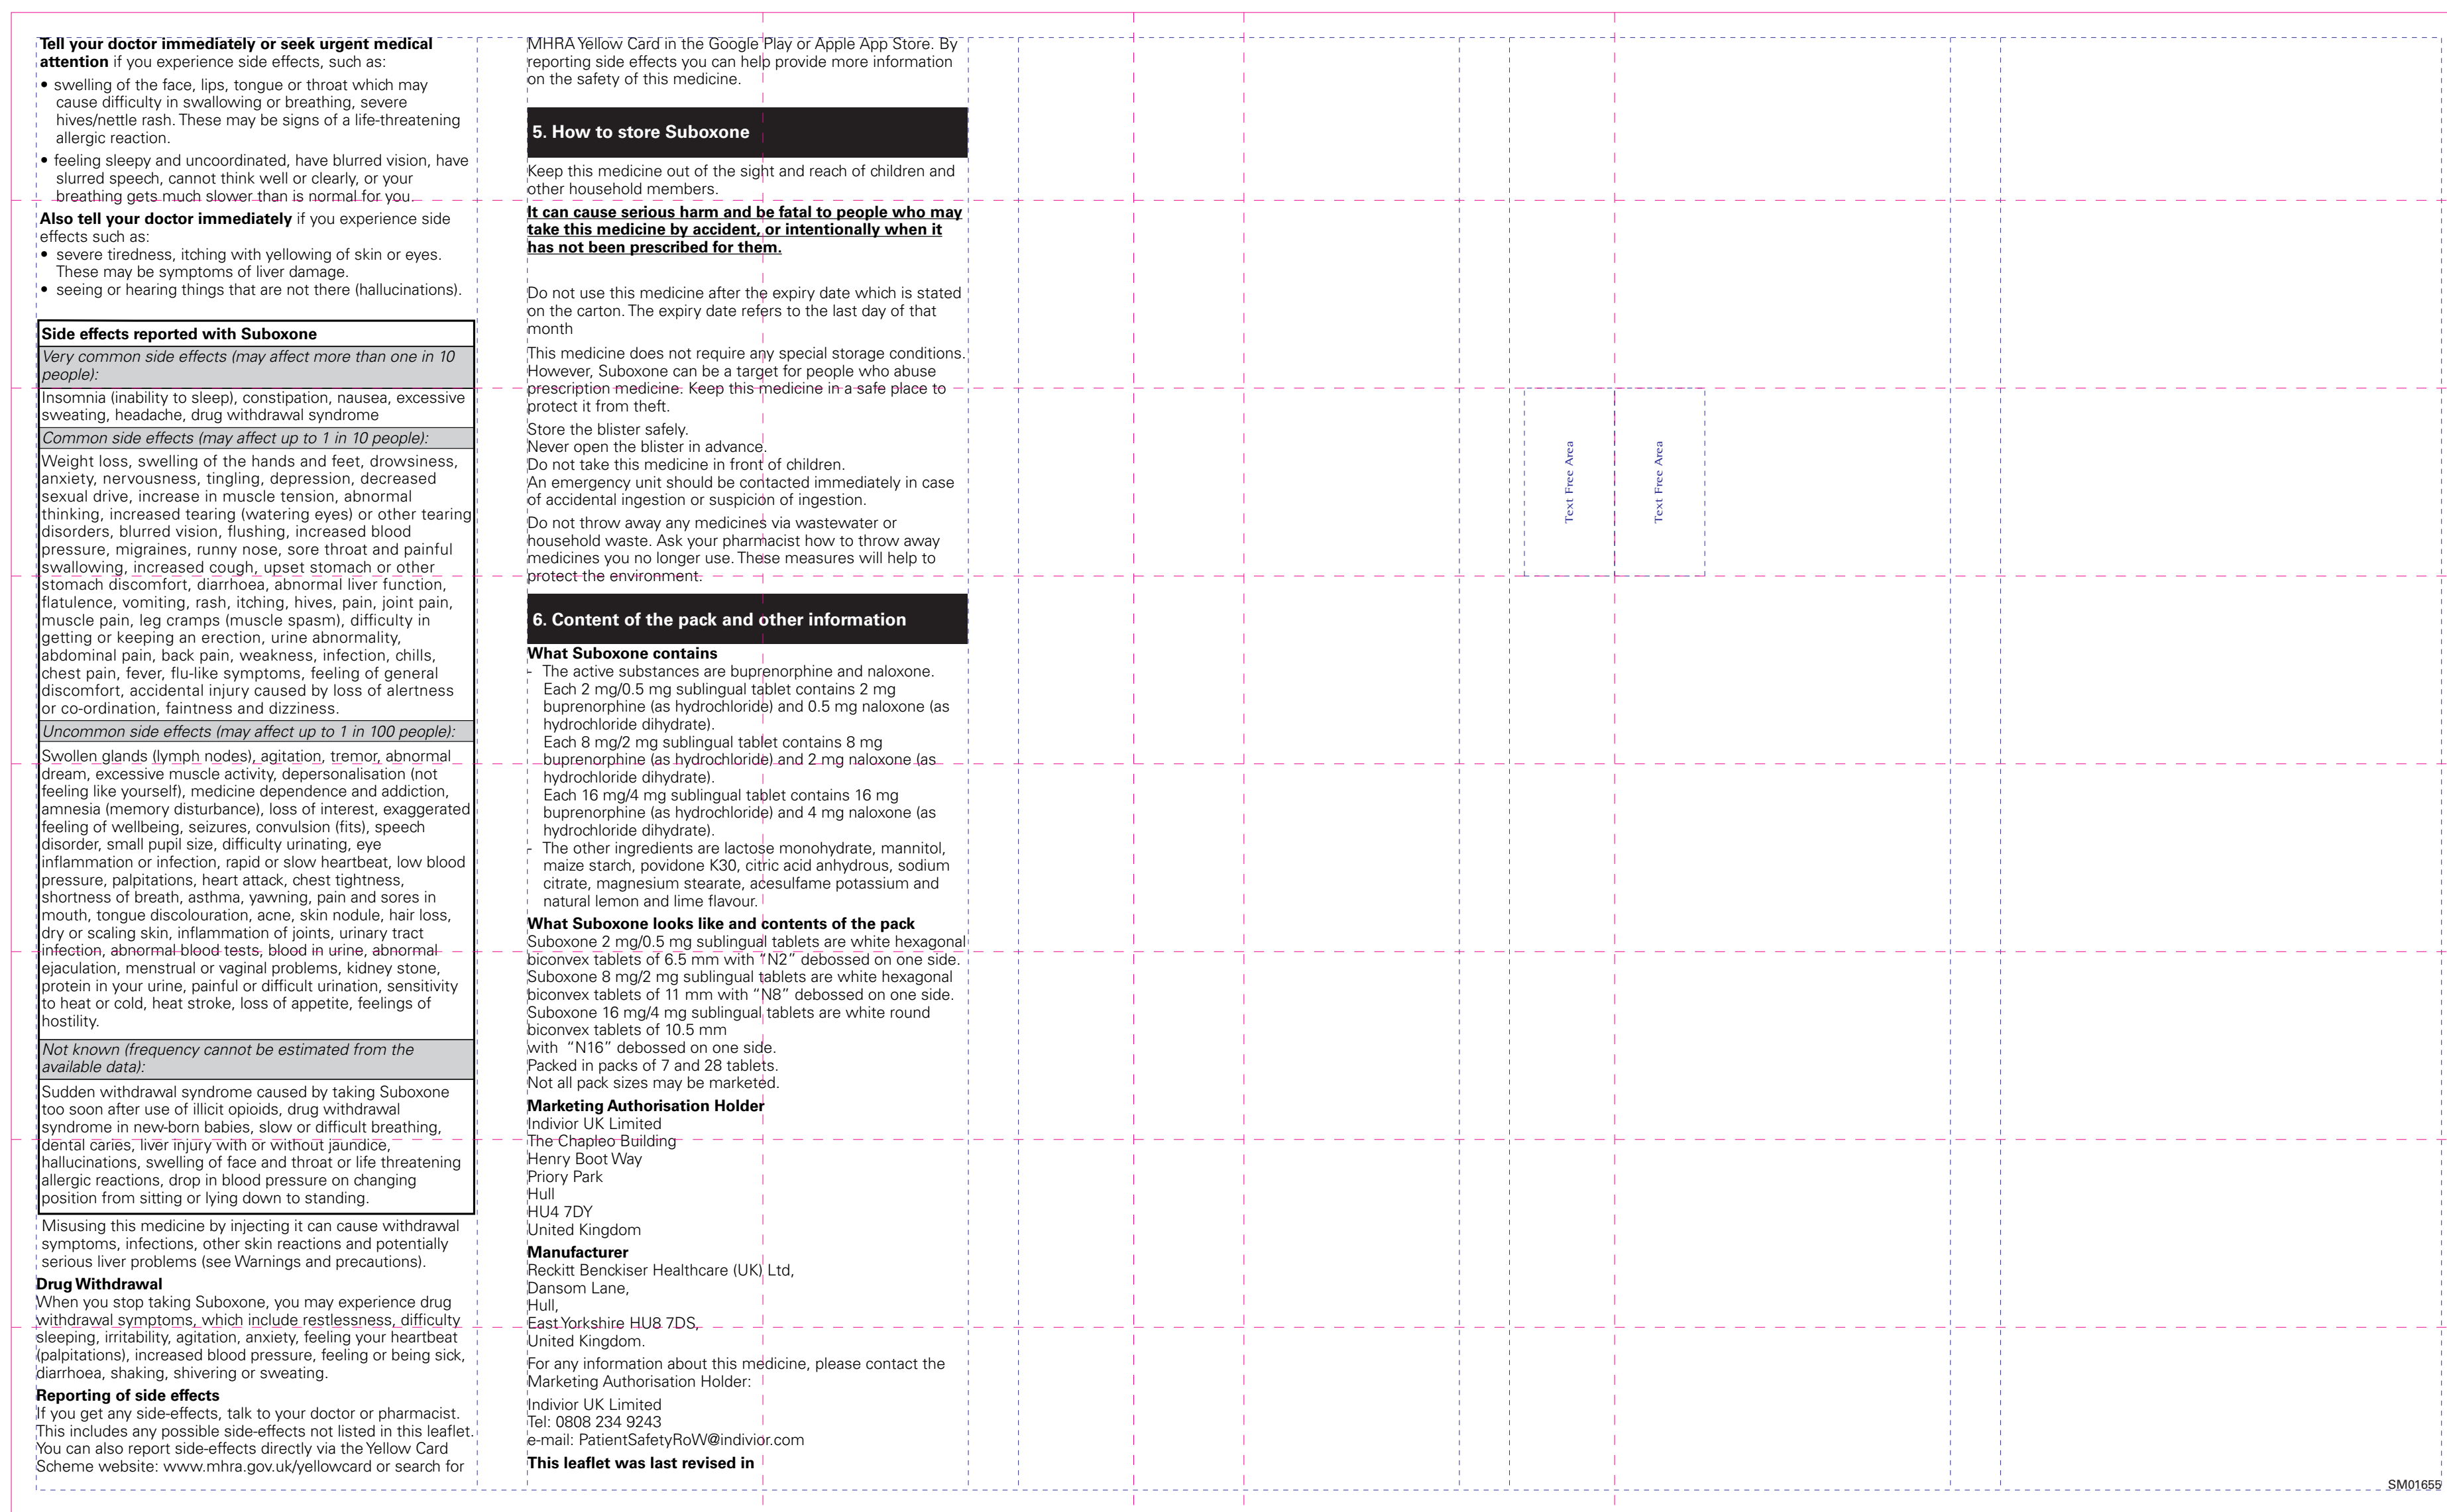 Tell your doctor immediately or seek urgent medical
attention if you experience side effects, such as:
• swelling of the face, lips, tongue or throat which may
cause difficulty in swallowing or breathing, severe
hives/nettle rash. These may be signs of a life-threatening
allergic reaction.
• feeling sleepy and uncoordinated, have blurred vision, have
slurred speech, cannot think well or clearly, or your
breathing gets much slower than is normal for you.
Also tell your doctor immediately if you experience side
effects such as:
• severe tiredness, itching with yellowing of skin or eyes.
These may be symptoms of liver damage.
• seeing or hearing things that are not there (hallucinations).
Side effects reported with Suboxone
Very common side effects (may affect more than one in 10
people):
Insomnia (inability to sleep), constipation, nausea, excessive
sweating, headache, drug withdrawal syndrome
Common side effects (may affect up to 1 in 10 people):
Weight loss, swelling of the hands and feet, drowsiness,
anxiety, nervousness, tingling, depression, decreased
sexual drive, increase in muscle tension, abnormal
thinking, increased tearing (watering eyes) or other tearing
disorders, blurred vision, flushing, increased blood
pressure, migraines, runny nose, sore throat and painful
swallowing, increased cough, upset stomach or other
stomach discomfort, diarrhoea, abnormal liver function,
flatulence, vomiting, rash, itching, hives, pain, joint pain,
muscle pain, leg cramps (muscle spasm), difficulty in
getting or keeping an erection, urine abnormality,
abdominal pain, back pain, weakness, infection, chills,
chest pain, fever, flu-like symptoms, feeling of general
discomfort, accidental injury caused by loss of alertness
or co-ordination, faintness and dizziness.
Uncommon side effects (may affect up to 1 in 100 people):
Swollen glands (lymph nodes), agitation, tremor, abnormal
dream, excessive muscle activity, depersonalisation (not
feeling like yourself), medicine dependence and addiction,
amnesia (memory disturbance), loss of interest, exaggerated
feeling of wellbeing, seizures, convulsion (fits), speech
disorder, small pupil size, difficulty urinating, eye
inflammation or infection, rapid or slow heartbeat, low blood
pressure, palpitations, heart attack, chest tightness,
shortness of breath, asthma, yawning, pain and sores in
mouth, tongue discolouration, acne, skin nodule, hair loss,
dry or scaling skin, inflammation of joints, urinary tract
infection, abnormal blood tests, blood in urine, abnormal
ejaculation, menstrual or vaginal problems, kidney stone,
protein in your urine, painful or difficult urination, sensitivity
to heat or cold, heat stroke, loss of appetite, feelings of
hostility.
Not known (frequency cannot be estimated from the
available data):
Sudden withdrawal syndrome caused by taking Suboxone
too soon after use of illicit opioids, drug withdrawal
syndrome in new-born babies, slow or difficult breathing,
dental caries, liver injury with or without jaundice,
hallucinations, swelling of face and throat or life threatening
allergic reactions, drop in blood pressure on changing
position from sitting or lying down to standing.
Misusing this medicine by injecting it can cause withdrawal
symptoms, infections, other skin reactions and potentially
serious liver problems (see Warnings and precautions).
Drug Withdrawal
When you stop taking Suboxone, you may experience drug
withdrawal symptoms, which include restlessness, difficulty
sleeping, irritability, agitation, anxiety, feeling your heartbeat
(palpitations), increased blood pressure, feeling or being sick,
diarrhoea, shaking, shivering or sweating.
Reporting of side effects
If you get any side-effects, talk to your doctor or pharmacist.
This includes any possible side-effects not listed in this leaflet.
You can also report side-effects directly via the Yellow Card
Scheme website: www.mhra.gov.uk/yellowcard or search for
MHRA Yellow Card in the Google Play or Apple App Store. By
reporting side effects you can help provide more information
on the safety of this medicine.
5. How to store Suboxone
Keep this medicine out of the sight and reach of children and
other household members.
It can cause serious harm and be fatal to people who may
take this medicine by accident, or intentionally when it
has not been prescribed for them.
Do not use this medicine after the expiry date which is stated
on the carton. The expiry date refers to the last day of that
month
This medicine does not require any special storage conditions.
However, Suboxone can be a target for people who abuse
prescription medicine. Keep this medicine in a safe place to
protect it from theft.
Store the blister safely.
Never open the blister in advance.
Do not take this medicine in front of children.
An emergency unit should be contacted immediately in case
of accidental ingestion or suspicion of ingestion.
Do not throw away any medicines via wastewater or
household waste. Ask your pharmacist how to throw away
medicines you no longer use. These measures will help to
protect the environment.
6. Content of the pack and other information
What Suboxone contains
- The active substances are buprenorphine and naloxone.
Each 2 mg/0.5 mg sublingual tablet contains 2 mg
buprenorphine (as hydrochloride) and 0.5 mg naloxone (as
hydrochloride dihydrate).
Each 8 mg/2 mg sublingual tablet contains 8 mg
buprenorphine (as hydrochloride) and 2 mg naloxone (as
hydrochloride dihydrate).
Each 16 mg/4 mg sublingual tablet contains 16 mg
buprenorphine (as hydrochloride) and 4 mg naloxone (as
hydrochloride dihydrate).
- The other ingredients are lactose monohydrate, mannitol,
maize starch, povidone K30, citric acid anhydrous, sodium
citrate, magnesium stearate, acesulfame potassium and
natural lemon and lime flavour.
What Suboxone looks like and contents of the pack
Suboxone 2 mg/0.5 mg sublingual tablets are white hexagonal
biconvex tablets of 6.5 mm with “N2” debossed on one side.
Suboxone 8 mg/2 mg sublingual tablets are white hexagonal
biconvex tablets of 11 mm with “N8” debossed on one side.
Suboxone 16 mg/4 mg sublingual tablets are white round
biconvex tablets of 10.5 mm
with “N16” debossed on one side.
Packed in packs of 7 and 28 tablets.
Not all pack sizes may be marketed.
Marketing Authorisation Holder
Indivior UK Limited
The Chapleo Building
Henry Boot Way
Priory Park
Hull
HU4 7DY
United Kingdom
Manufacturer
Reckitt Benckiser Healthcare (UK) Ltd,
Dansom Lane,
Hull,
East Yorkshire HU8 7DS,
United Kingdom.
For any information about this medicine, please contact the
Marketing Authorisation Holder:
Indivior UK Limited
Tel: 0808 234 9243
e-mail: PatientSafetyRoW@indivior.com
This leaflet was last revised in
Text Free Area
Text Free Area
SM01655